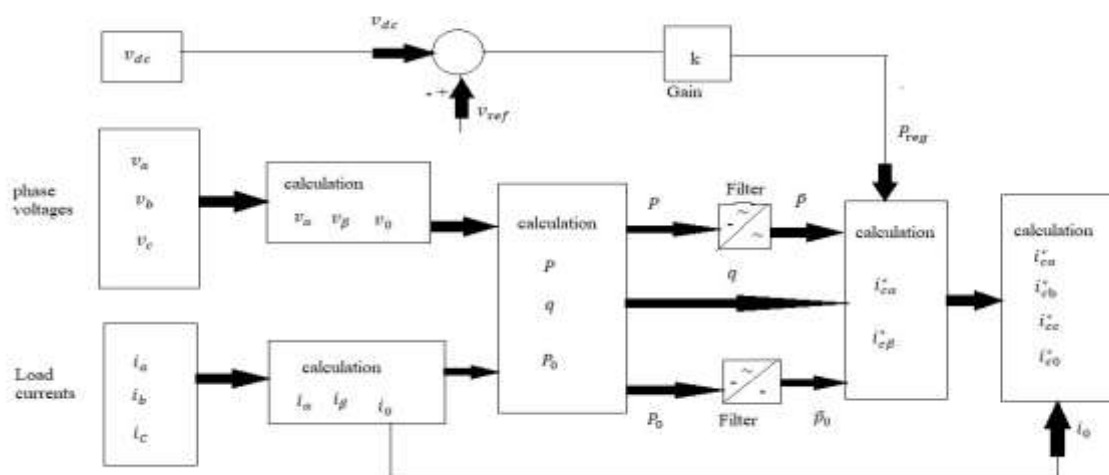 v_dc
v_dc
k
Gain
- +
v_ref
P_reg
phase voltages
v_a
v_b
v_c
calculation
v_α v_β v_0
calculation
P
q
P_0
P
Filter
~
- ~
P̄
q
P_0
Filter
-
- -
p̄_0
calculation
i*_cα
i*_cβ
calculation
i*_ca
i*_cb
i*_cc
i*_c0
Load currents
i_a
i_b
i_c
calculation
i_α i_β i_0
i_0